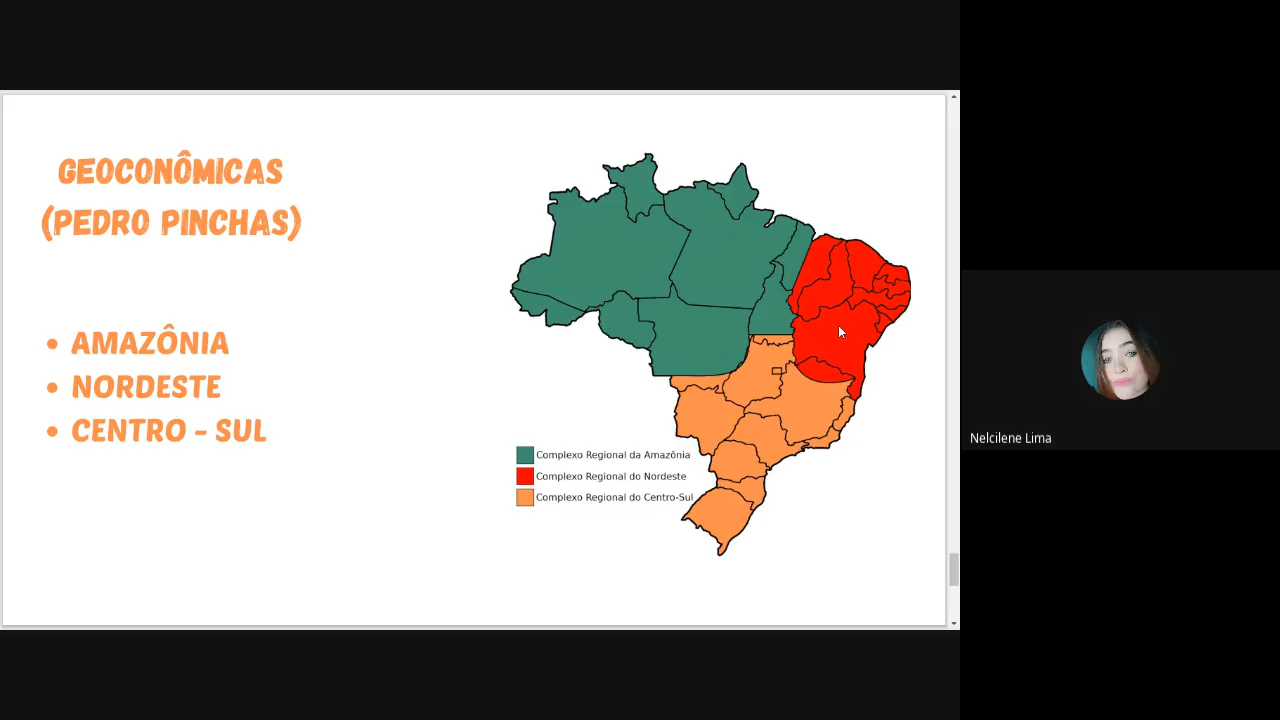 GEOCONÔMICAS
(PEDRO PINCHAS)
• AMAZÔNIA
• NORDESTE
• CENTRO - SUL
Complexo Regional da Amazônia
Complexo Regional do Nordeste
Complexo Regional do Centro-Sul
Nelcilene Lima